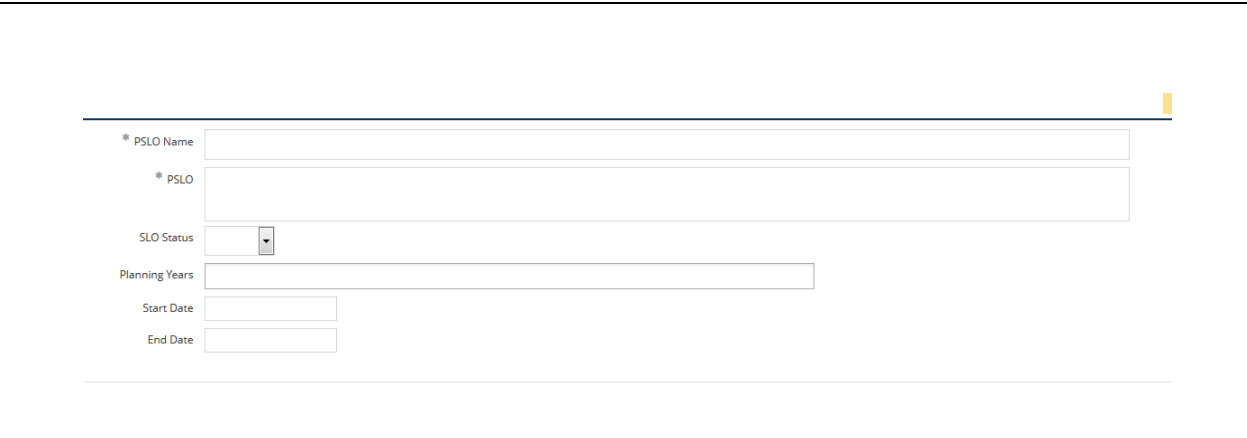 * PSLO Name
* PSLO
SLO Status
Planning Years
Start Date
End Date